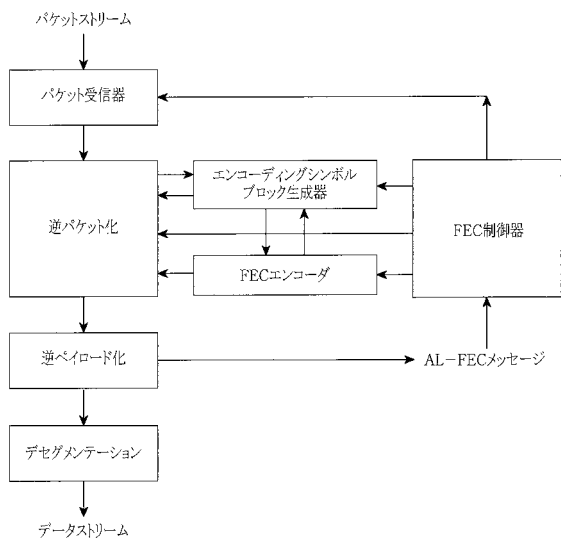 パケットストリーム
パケット受信器
エンコーディングシンボル
ブロック生成器
逆パケット化
FEC制御器
FECエンコーダ
逆ペイロード化
AL-FECメッセージ
デセグメンテーション
データストリーム